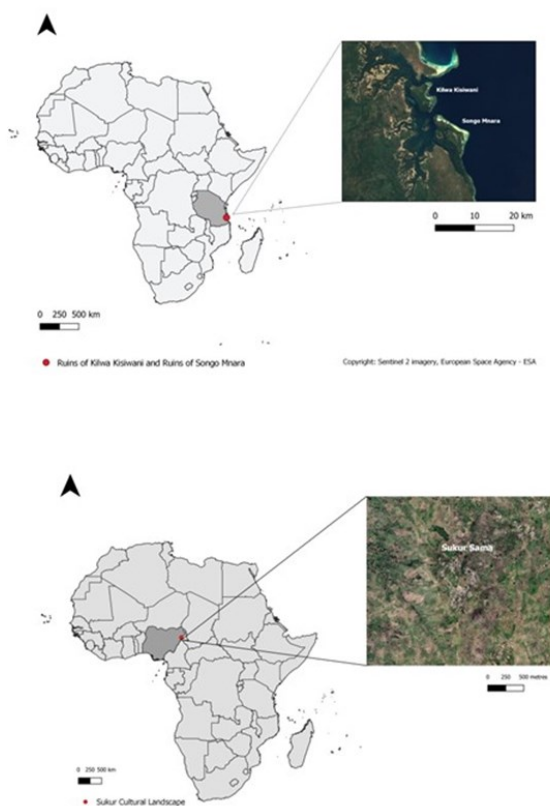 Kilwa Kisiwani
Songo Mnara
0 10 20 km
0 250 500 km
Ruins of Kilwa Kisiwani and Ruins of Songo Mnara
Copyright: Sentinel 2 imagery, European Space Agency - ESA
Sukur Sama
0 250 500 metres
0 250 500 km
Sukur Cultural Landscape